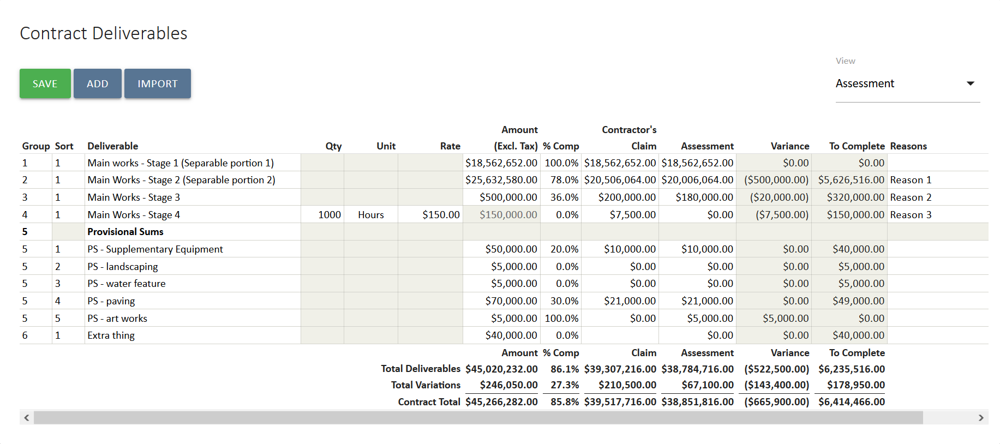 Contract Deliverables
View
SAVE ADD IMPORT Assessment
Amount Contractor's
Group Sort Deliverable Qty Unit Rate (Excl. Tax) % Comp Claim Assessment Variance To Complete Reasons
1 1 Main works - Stage 1 (Separable portion 1) $18,562,652.00 100.0% $18,562,652.00 $18,562,652.00 $0.00 $0.00
2 1 Main Works - Stage 2 (Separable portion 2) $25,632,580.00 78.0% $20,506,064.00 $20,006,064.00 ($500,000.00) $5,626,516.00 Reason 1
3 1 Main Works - Stage 3 $500,000.00 36.0% $200,000.00 $180,000.00 ($20,000.00) $320,000.00 Reason 2
4 1 Main Works - Stage 4 1000 Hours $150.00 $150,000.00 0.0% $7,500.00 $0.00 ($7,500.00) $150,000.00 Reason 3
5 Provisional Sums
5 1 PS - Supplementary Equipment $50,000.00 20.0% $10,000.00 $10,000.00 $0.00 $40,000.00
5 2 PS - landscaping $5,000.00 0.0% $0.00 $0.00 $0.00 $5,000.00
5 3 PS - water feature $5,000.00 0.0% $0.00 $0.00 $0.00 $5,000.00
5 4 PS - paving $70,000.00 30.0% $21,000.00 $21,000.00 $0.00 $49,000.00
5 5 PS - art works $5,000.00 100.0% $0.00 $5,000.00 $5,000.00 $0.00
6 1 Extra thing $40,000.00 0.0% $0.00 $0.00 $40,000.00
Amount % Comp Claim Assessment Variance To Complete
Total Deliverables $45,020,232.00 86.1% $39,307,216.00 $38,784,716.00 ($522,500.00) $6,235,516.00
Total Variations $246,050.00 27.3% $210,500.00 $67,100.00 ($143,400.00) $178,950.00
Contract Total $45,266,282.00 85.8% $39,517,716.00 $38,851,816.00 ($665,900.00) $6,414,466.00